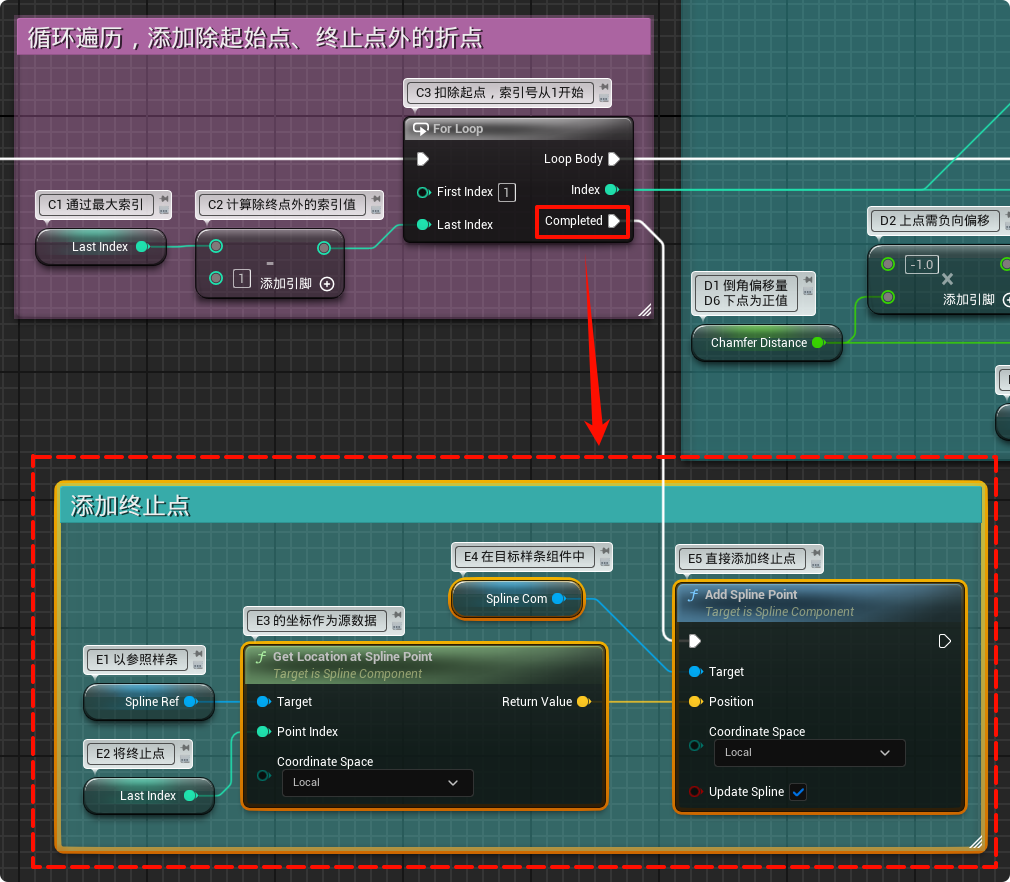 循环遍历，添加除起始点、终止点外的折点
C3 扣除起点，索引号从1开始
For Loop
Loop Body
First Index 1
Index
Last Index
Completed
C1 通过最大索引
Last Index
C2 计算除终点外的索引值
1
添加引脚
D2 上点需负向偏移
-1.0
添加引脚
D1 倒角偏移量
D6 下点为正值
Chamfer Distance
添加终止点
E4 在目标样条组件中
Spline Com
E5 直接添加终止点
Add Spline Point
Target is Spline Component
Target
Position
Coordinate Space
Local
Update Spline
E3 的坐标作为源数据
Get Location at Spline Point
Target is Spline Component
Target
Return Value
Point Index
Coordinate Space
Local
E1 以参照样条
Spline Ref
E2 将终止点
Last Index